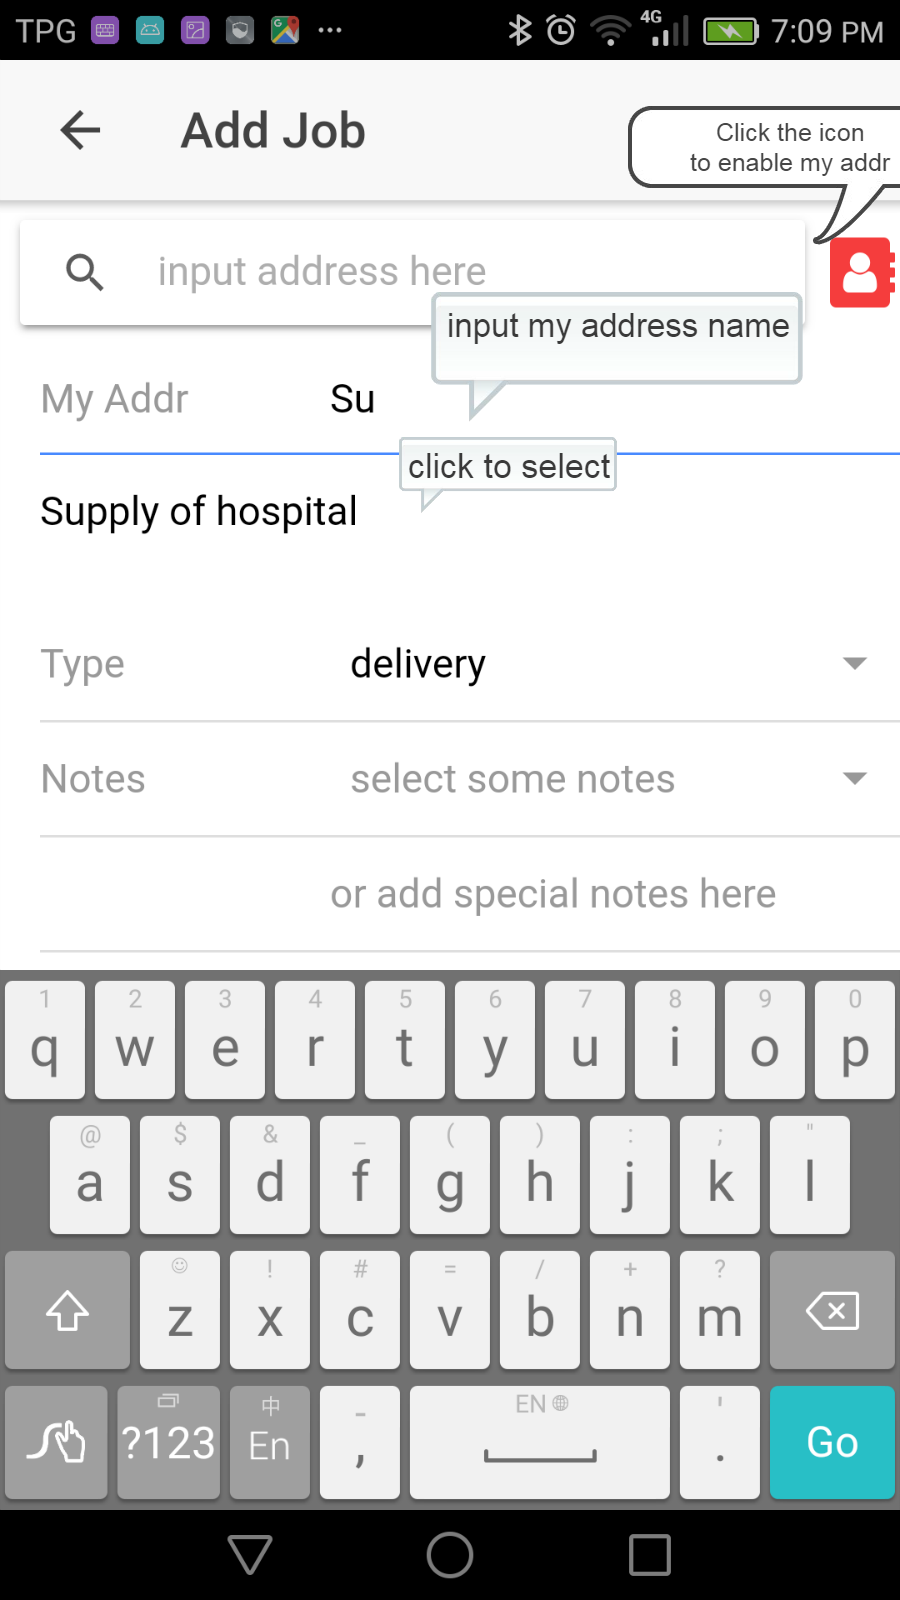 TPG 4G 7:09 PM
Add Job
Click the icon
to enable my addr
input address here
input my address name
My Addr Su
click to select
Supply of hospital
Type delivery
Notes select some notes
or add special notes here
1 2 3 4 5 6 7 8 9 0
q w e r t y u i o p
@ $ & _ ( ) : ; "
a s d f g h j k l
! # = / + ?
z x c v b n m
中 - EN '
?123 En , . Go